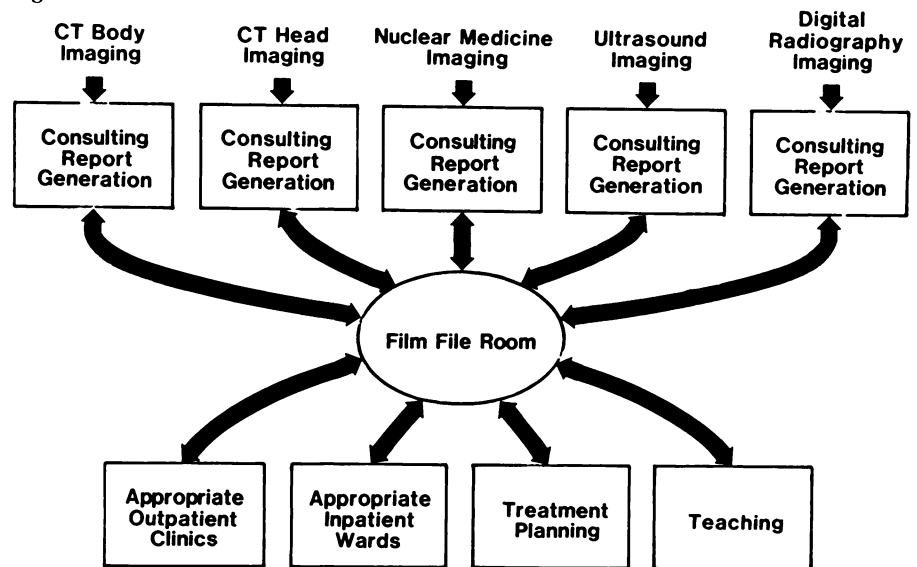 CT Body
Imaging
CT Head
Imaging
Nuclear Medicine
Imaging
Ultrasound
Imaging
Digital
Radiography
Imaging
Consulting
Report
Generation
Consulting
Report
Generation
Consulting
Report
Generation
Consulting
Report
Generation
Consulting
Report
Generation
Film File Room
Appropriate
Outpatient
Clinics
Appropriate
Inpatient
Wards
Treatment
Planning
Teaching